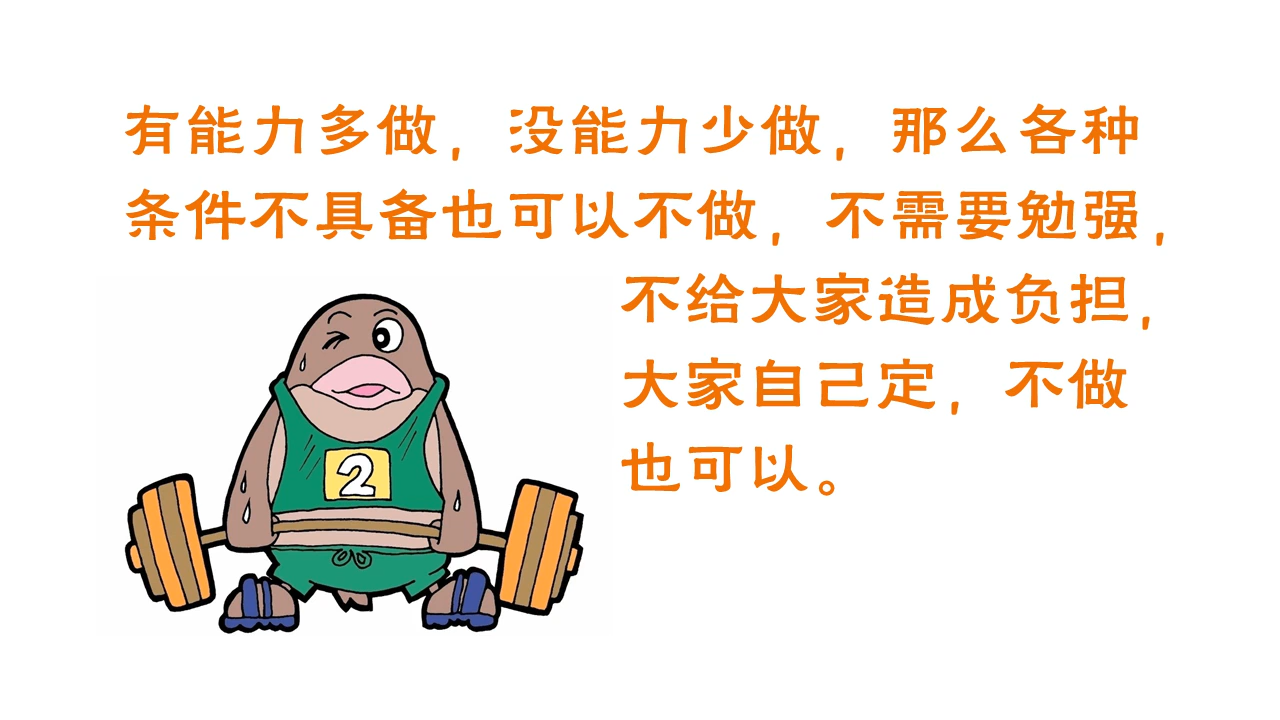 有能力多做，没能力少做，那么各种
条件不具备也可以不做，不需要勉强，
不给大家造成负担，
大家自己定，不做
也可以。
2